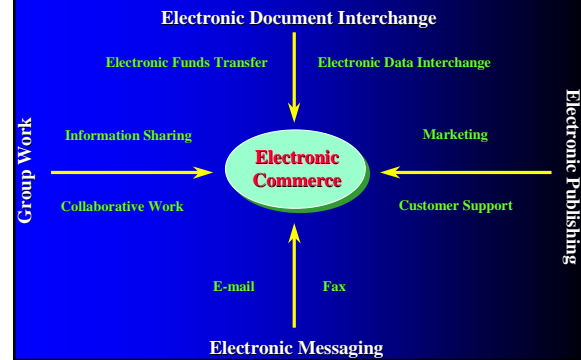 Electronic Document Interchange
Electronic Funds Transfer
Electronic Data Interchange
Group Work
Information Sharing
Electronic
Commerce
Marketing
Electronic Publishing
Collaborative Work
Customer Support
E-mail
Fax
Electronic Messaging